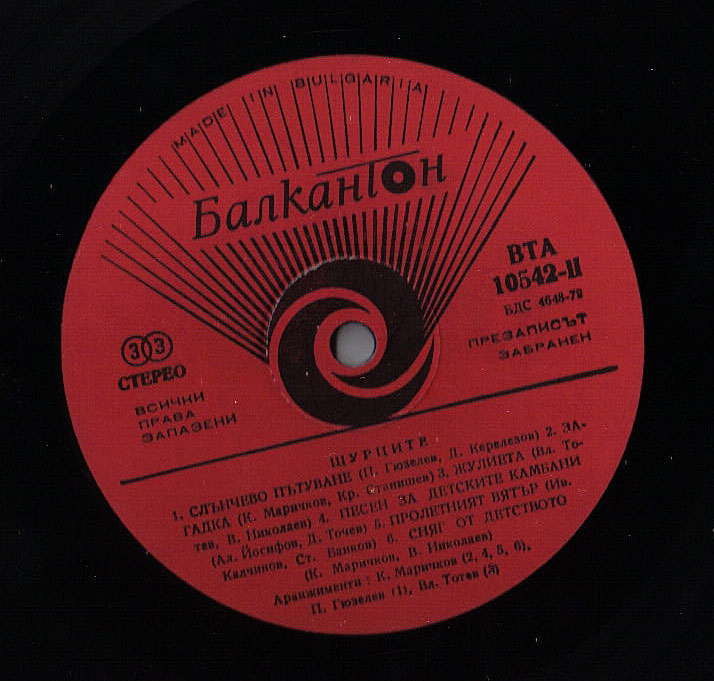 MADE IN BULGARIA
Балкантон
ВТА
10542-II
БДС 4648-79
ПРЕЗАПИСЪТ
ЗАБРАНЕН
33
СТЕРЕО
ВСИЧКИ
ПРАВА
ЗАПАЗЕНИ
ЩУРЦИТЕ
1. СЛЪНЧЕВО ПЪТУВАНЕ (П. Гюзелев, Д. Керелезов) 2. ЗА-
ГАДКА (К. Маричков, Кр. Станишев) 3. ЖУЛИЕТА (Вл. То-
тев, В. Николаев) 4. ПЕСЕН ЗА ДЕТСКИТЕ КАМБАНИ
(Ал. Йосифов, Д. Точев) 5. ПРОЛЕТНИЯТ ВЯТЪР (Ив.
Калчинов, Ст. Банков) 6. СНЯГ ОТ ДЕТСТВОТО
(К. Маричков, В. Николаев)
Аранжименти : К. Маричков (2, 4, 5, 6),
П. Гюзелев (1), Вл. Тотев (3)